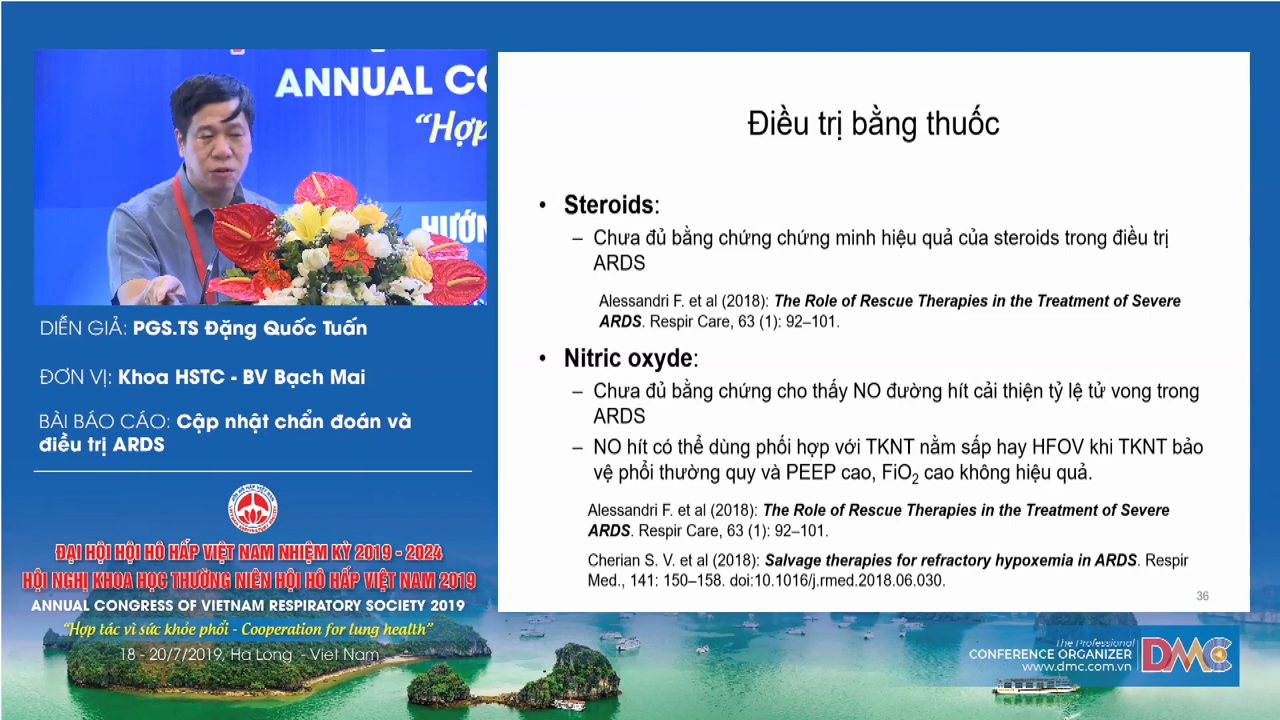 ANNUAL CO
“Hợp
HƯỚN
DIỄN GIẢ: PGS.TS Đặng Quốc Tuấn
ĐƠN VỊ: Khoa HSTC - BV Bạch Mai
BÀI BÁO CÁO: Cập nhật chẩn đoán và
điều trị ARDS
ĐẠI HỘI HỘI HÔ HẤP VIỆT NAM NHIỆM KỲ 2019 - 2024
HỘI NGHỊ KHOA HỌC THƯỜNG NIÊN HỘI HÔ HẤP VIỆT NAM 2019
ANNUAL CONGRESS OF VIETNAM RESPIRATORY SOCIETY 2019
“Hợp tác vì sức khỏe phổi - Cooperation for lung health”
18 - 20/7/2019, Ha Long - Viet Nam
Điều trị bằng thuốc
• Steroids:
– Chưa đủ bằng chứng chứng minh hiệu quả của steroids trong điều trị
ARDS
Alessandri F. et al (2018): The Role of Rescue Therapies in the Treatment of Severe
ARDS. Respir Care, 63 (1): 92–101.
• Nitric oxyde:
– Chưa đủ bằng chứng cho thấy NO đường hít cải thiện tỷ lệ tử vong trong
ARDS
– NO hít có thể dùng phối hợp với TKNT nằm sấp hay HFOV khi TKNT bảo
vệ phổi thường quy và PEEP cao, FiO₂ cao không hiệu quả.
Alessandri F. et al (2018): The Role of Rescue Therapies in the Treatment of Severe
ARDS. Respir Care, 63 (1): 92–101.
Cherian S. V. et al (2018): Salvage therapies for refractory hypoxemia in ARDS. Respir
Med., 141: 150–158. doi:10.1016/j.rmed.2018.06.030.
36
The Professional
CONFERENCE ORGANIZER
www.dmc.com.vn
DMC